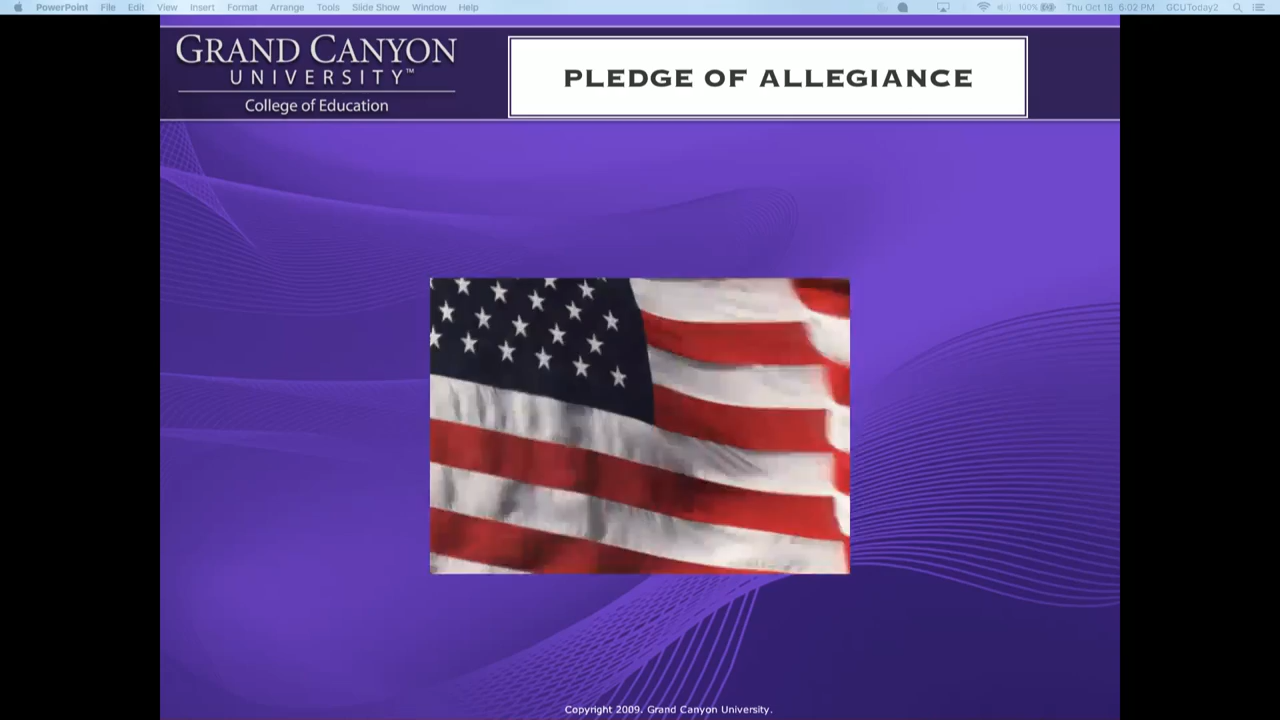 PowerPoint File Edit View Insert Format Arrange Tools Slide Show Window Help 100% Thu Oct 18 6:02 PM GCUToday2
GRAND CANYON
UNIVERSITY™
College of Education
PLEDGE OF ALLEGIANCE
Copyright 2009. Grand Canyon University.